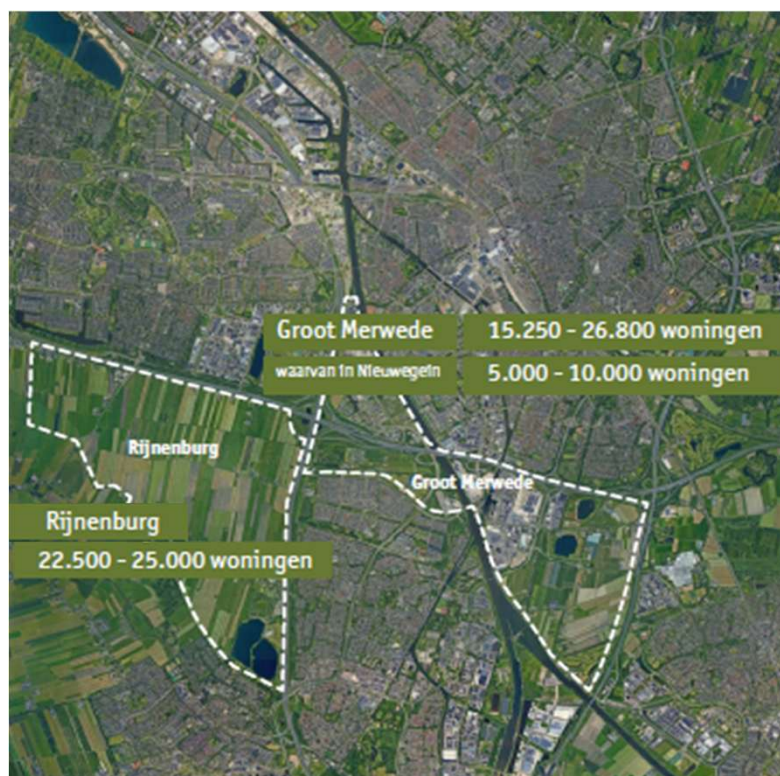 Groot Merwede 15.250 - 26.800 woningen
waarvan in Nieuwegein 5.000 - 10.000 woningen
Rijnenburg
Groot Merwede
Rijnenburg
22.500 - 25.000 woningen